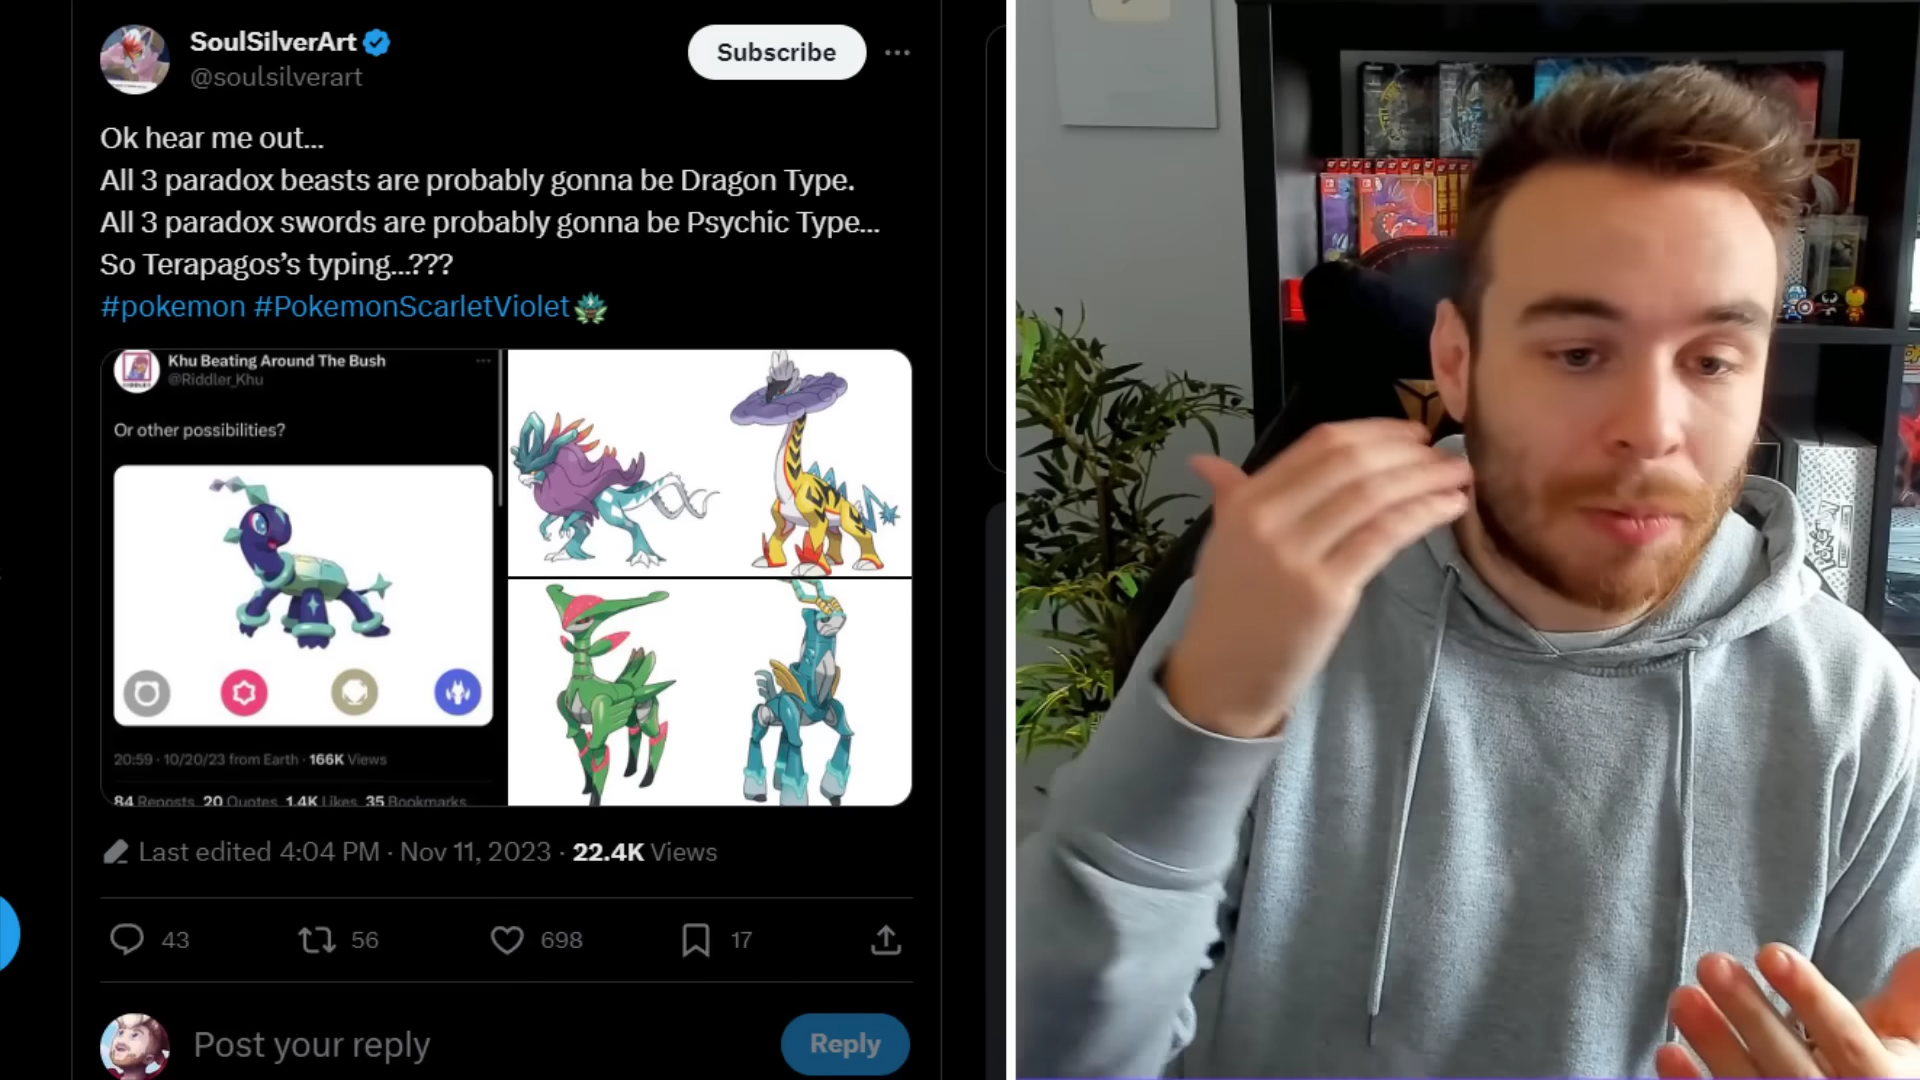 SoulSilverArt
@soulsilverart
Subscribe
Ok hear me out...
All 3 paradox beasts are probably gonna be Dragon Type.
All 3 paradox swords are probably gonna be Psychic Type...
So Terapagos’s typing...???
#pokemon #PokemonScarletViolet
Khu Beating Around The Bush
@Riddler_Khu
Or other possibilities?
20:59 · 10/20/23 from Earth · 166K Views
84 Reposts 20 Quotes 1.4K Likes 35 Bookmarks
Last edited 4:04 PM · Nov 11, 2023 · 22.4K Views
43 56 698 17
Post your reply
Reply
Pokémon